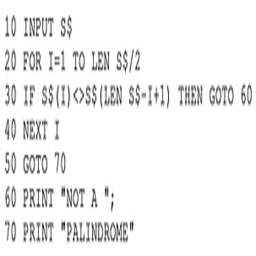 10 INPUT S$
20 FOR I=1 TO LEN S$/2
30 IF S$(I)<>S$(LEN S$-I+1) THEN GOTO 60
40 NEXT I
50 GOTO 70
60 PRINT "NOT A ";
70 PRINT "PALINDROME"